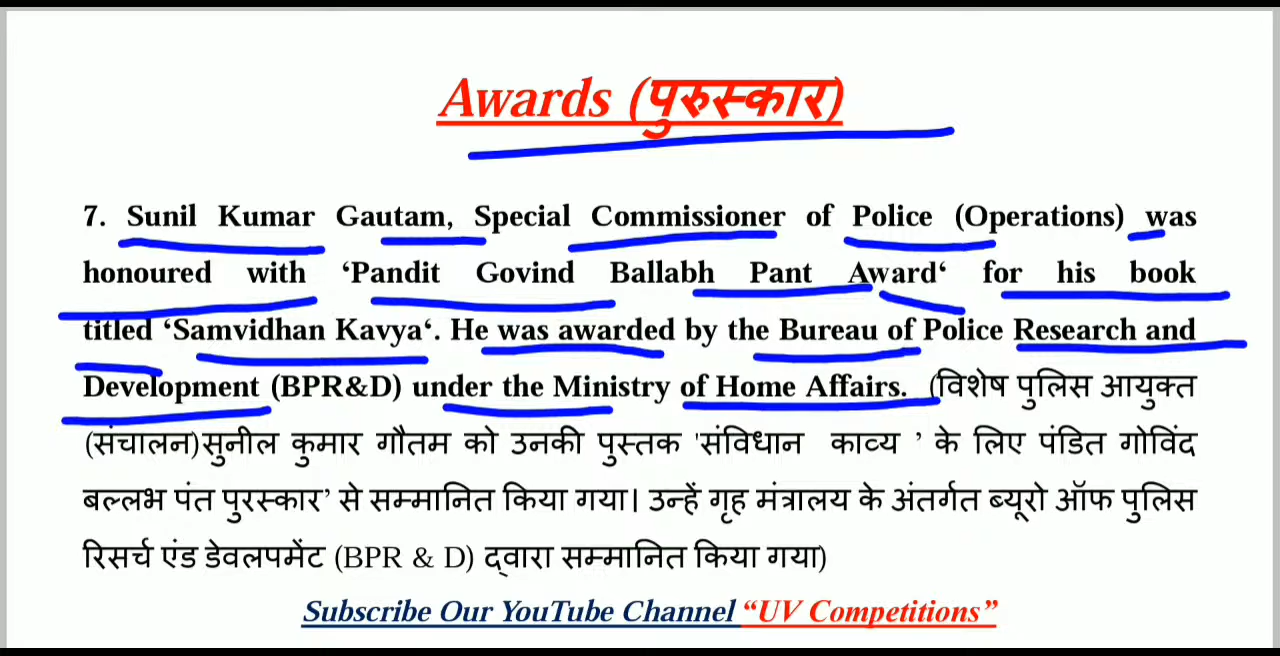 Awards (पुरुस्कार)
7. Sunil Kumar Gautam, Special Commissioner of Police (Operations) was
honoured with ‘Pandit Govind Ballabh Pant Award‘ for his book
titled ‘Samvidhan Kavya‘. He was awarded by the Bureau of Police Research and
Development (BPR&D) under the Ministry of Home Affairs. (विशेष पुलिस आयुक्त
(संचालन)सुनील कुमार गौतम को उनकी पुस्तक 'संविधान काव्य ’ के लिए पंडित गोविंद
बल्लभ पंत पुरस्कार’ से सम्मानित किया गया। उन्हें गृह मंत्रालय के अंतर्गत ब्यूरो ऑफ पुलिस
रिसर्च एंड डेवलपमेंट (BPR & D) द्वारा सम्मानित किया गया)
Subscribe Our YouTube Channel “UV Competitions”